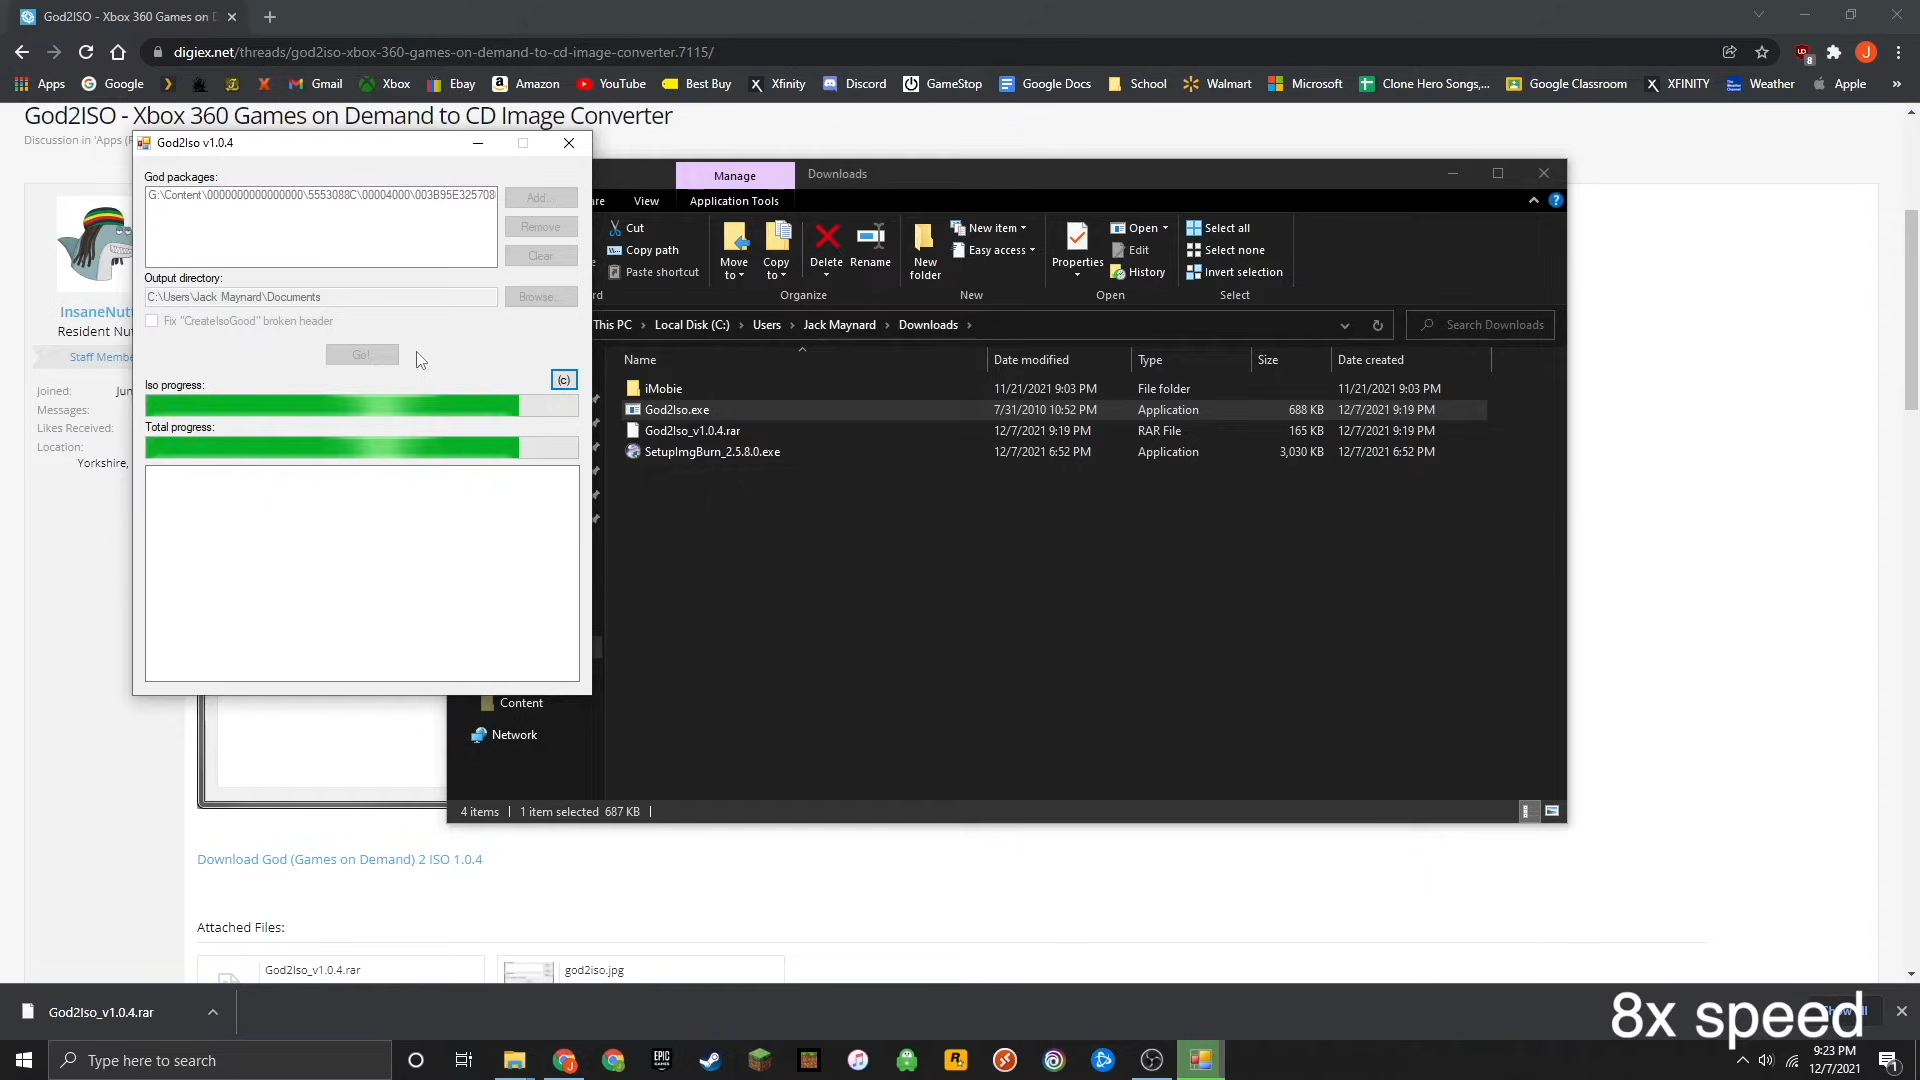 God2ISO - Xbox 360 Games on D
digiex.net/threads/god2iso-xbox-360-games-on-demand-to-cd-image-converter.7115/
8
J
Apps
Google
Gmail
Xbox
Ebay
Amazon
YouTube
Best Buy
Xfinity
Discord
GameStop
Google Docs
School
Walmart
Microsoft
Clone Hero Songs,...
Google Classroom
XFINITY
Weather
Apple
»
God2ISO - Xbox 360 Games on Demand to CD Image Converter
Discussion in 'Apps (P
InsaneNut
Resident Nu
Staff Membe
Joined:
Jun
Messages:
Likes Received:
Location:
Yorkshire,
God2Iso v1.0.4
God packages:
G:\Content\0000000000000000\5553088C\00004000\003B95E325708
Add...
Remove
Clear
Output directory:
C:\Users\Jack Maynard\Documents
Browse...
Fix "CreateIsoGood" broken header
Go!
(c)
Iso progress:
Total progress:
Manage
Downloads
are
View
Application Tools
Cut
Copy path
Paste shortcut
rd
Move to
Copy to
Delete
Rename
Organize
New folder
New item
Easy access
New
Properties
Open
Edit
History
Open
Select all
Select none
Invert selection
Select
This PC
Local Disk (C:)
Users
Jack Maynard
Downloads
Search Downloads
Name
Date modified
Type
Size
Date created
iMobie
11/21/2021 9:03 PM
File folder
11/21/2021 9:03 PM
God2Iso.exe
7/31/2010 10:52 PM
Application
688 KB
12/7/2021 9:19 PM
God2Iso_v1.0.4.rar
12/7/2021 9:19 PM
RAR File
165 KB
12/7/2021 9:19 PM
SetupImgBurn_2.5.8.0.exe
12/7/2021 6:52 PM
Application
3,030 KB
12/7/2021 6:52 PM
Content
Network
4 items
1 item selected 687 KB
Download God (Games on Demand) 2 ISO 1.0.4
Attached Files:
God2Iso_v1.0.4.rar
god2iso.jpg
God2Iso_v1.0.4.rar
8x speed
Type here to search
EPIC GAMES
9:23 PM
12/7/2021
1